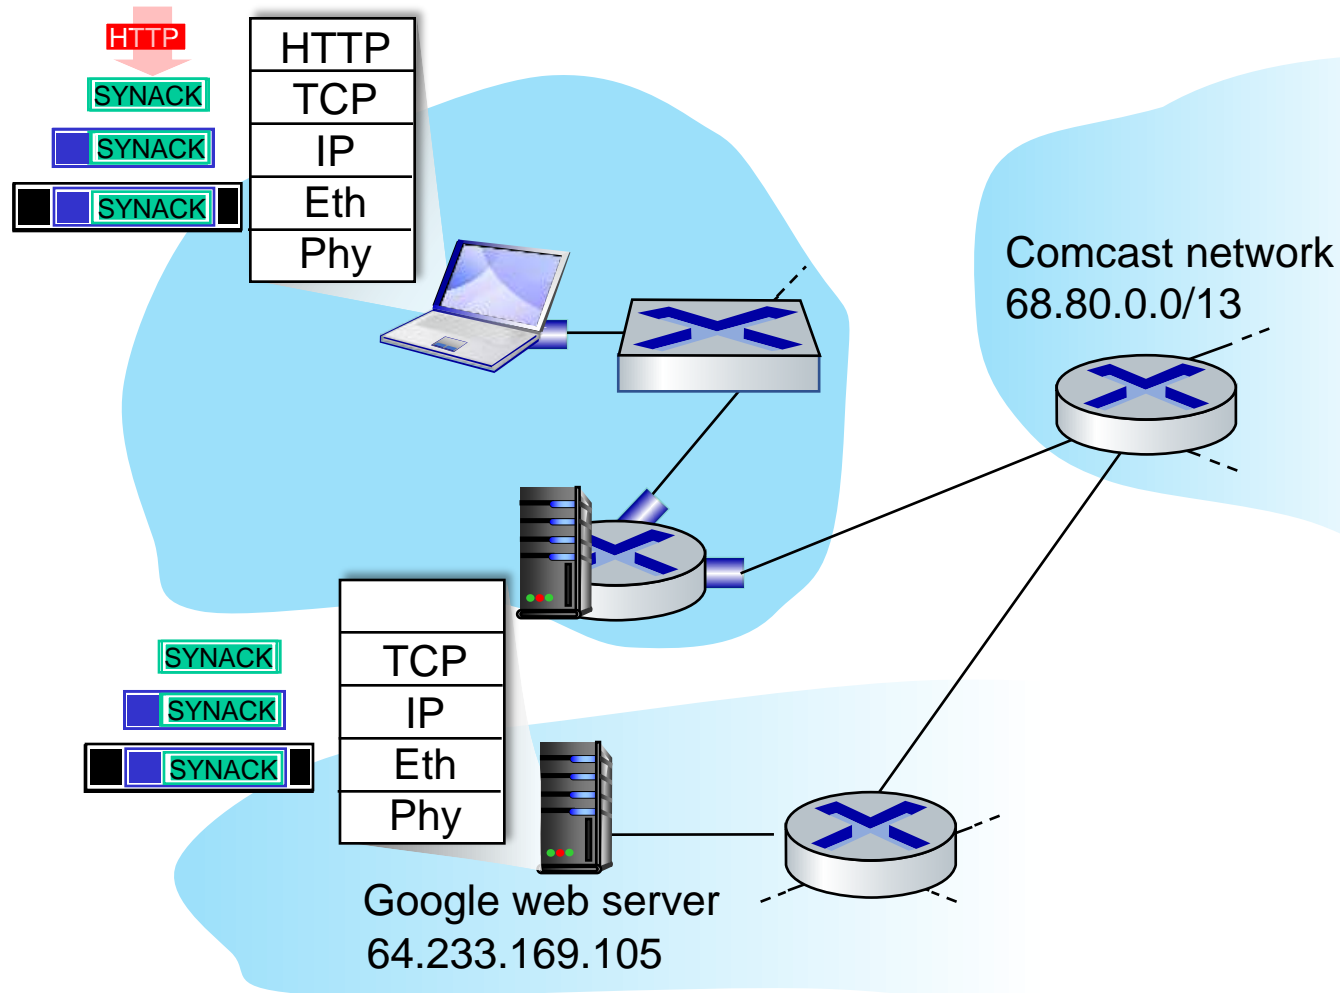 HTTP
SYNACK
SYNACK
SYNACK
HTTP
TCP
IP
Eth
Phy
Comcast network
68.80.0.0/13
SYNACK
SYNACK
SYNACK
TCP
IP
Eth
Phy
Google web server
64.233.169.105